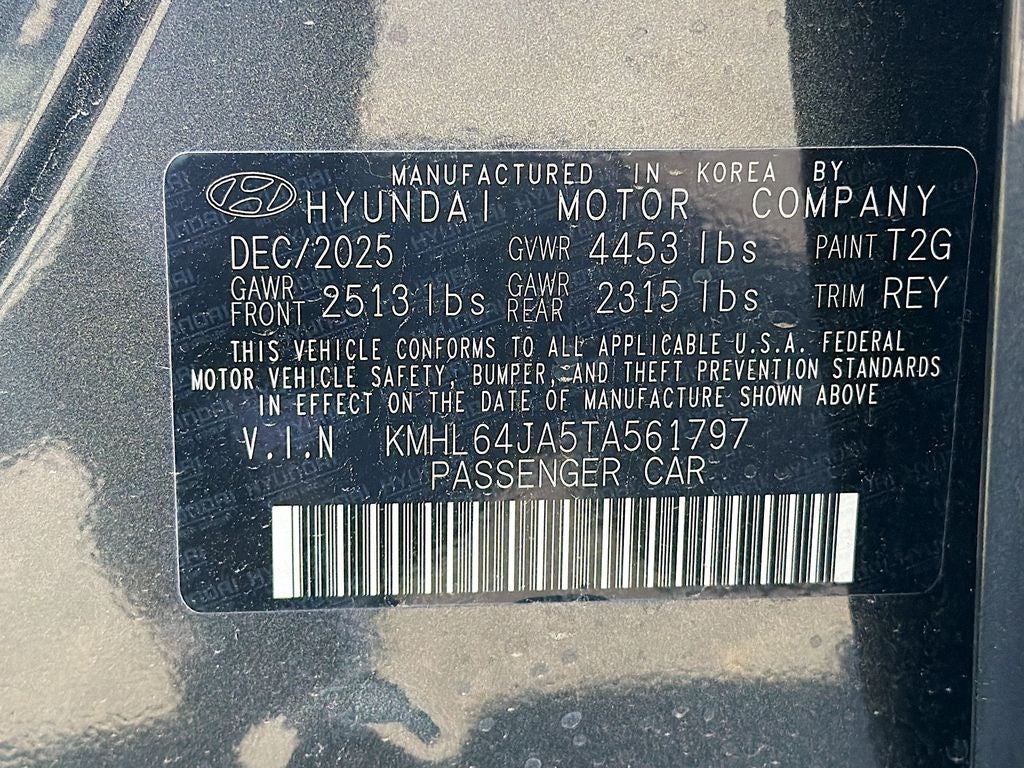 MANUFACTURED IN KOREA BY
HYUNDAI MOTOR COMPANY
DEC/2025 GVWR 4453 lbs PAINT T2G
GAWR FRONT 2513 lbs GAWR REAR 2315 lbs TRIM REY
THIS VEHICLE CONFORMS TO ALL APPLICABLE U.S.A. FEDERAL
MOTOR VEHICLE SAFETY, BUMPER, AND THEFT PREVENTION STANDARDS
IN EFFECT ON THE DATE OF MANUFACTURE SHOWN ABOVE
V.I.N KMHL64JA5TA561797
PASSENGER CAR